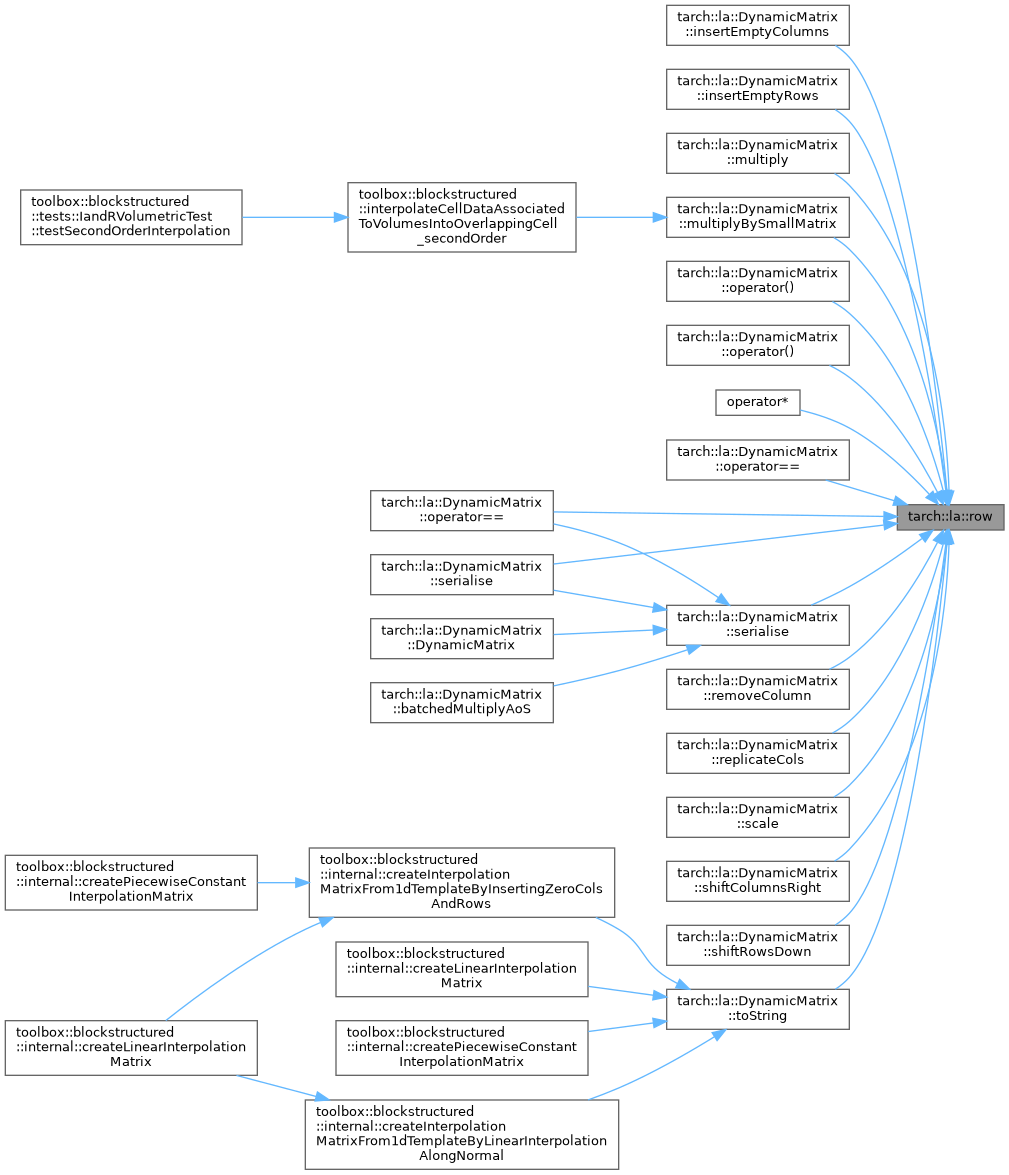 tarch::la::DynamicMatrix
::insertEmptyColumns
tarch::la::DynamicMatrix
::insertEmptyRows
tarch::la::DynamicMatrix
::multiply
toolbox::blockstructured
::tests::IandRVolumetricTest
::testSecondOrderInterpolation
toolbox::blockstructured
::interpolateCellDataAssociated
ToVolumesIntoOverlappingCell
_secondOrder
tarch::la::DynamicMatrix
::multiplyBySmallMatrix
tarch::la::DynamicMatrix
::operator()
tarch::la::DynamicMatrix
::operator()
operator*
tarch::la::DynamicMatrix
::operator==
tarch::la::row
tarch::la::DynamicMatrix
::operator==
tarch::la::DynamicMatrix
::serialise
tarch::la::DynamicMatrix
::serialise
tarch::la::DynamicMatrix
::DynamicMatrix
tarch::la::DynamicMatrix
::batchedMultiplyAoS
tarch::la::DynamicMatrix
::removeColumn
tarch::la::DynamicMatrix
::replicateCols
tarch::la::DynamicMatrix
::scale
tarch::la::DynamicMatrix
::shiftColumnsRight
tarch::la::DynamicMatrix
::shiftRowsDown
tarch::la::DynamicMatrix
::toString
toolbox::blockstructured
::internal::createPiecewiseConstant
InterpolationMatrix
toolbox::blockstructured
::internal::createInterpolation
MatrixFrom1dTemplateByInsertingZeroCols
AndRows
toolbox::blockstructured
::internal::createLinearInterpolation
Matrix
toolbox::blockstructured
::internal::createLinearInterpolation
Matrix
toolbox::blockstructured
::internal::createPiecewiseConstant
InterpolationMatrix
toolbox::blockstructured
::internal::createInterpolation
MatrixFrom1dTemplateByLinearInterpolation
AlongNormal